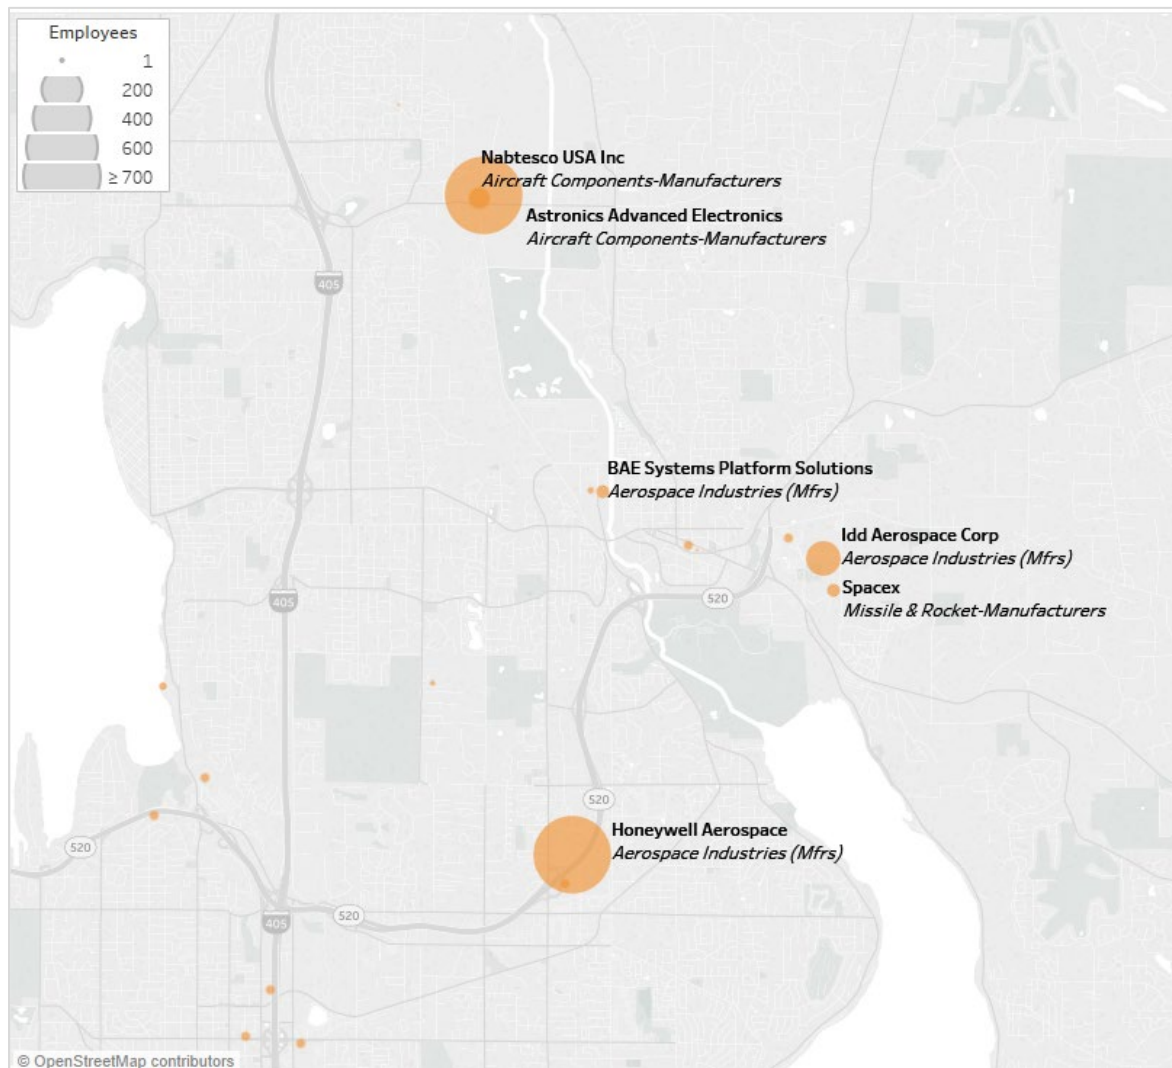 Employees
1
200
400
600
≥ 700
Nabtesco USA Inc
Aircraft Components-Manufacturers
Astronics Advanced Electronics
Aircraft Components-Manufacturers
405
BAE Systems Platform Solutions
Aerospace Industries (Mfrs)
Idd Aerospace Corp
Aerospace Industries (Mfrs)
Spacex
Missile & Rocket-Manufacturers
405
520
520
Honeywell Aerospace
Aerospace Industries (Mfrs)
520
520
405
© OpenStreetMap contributors